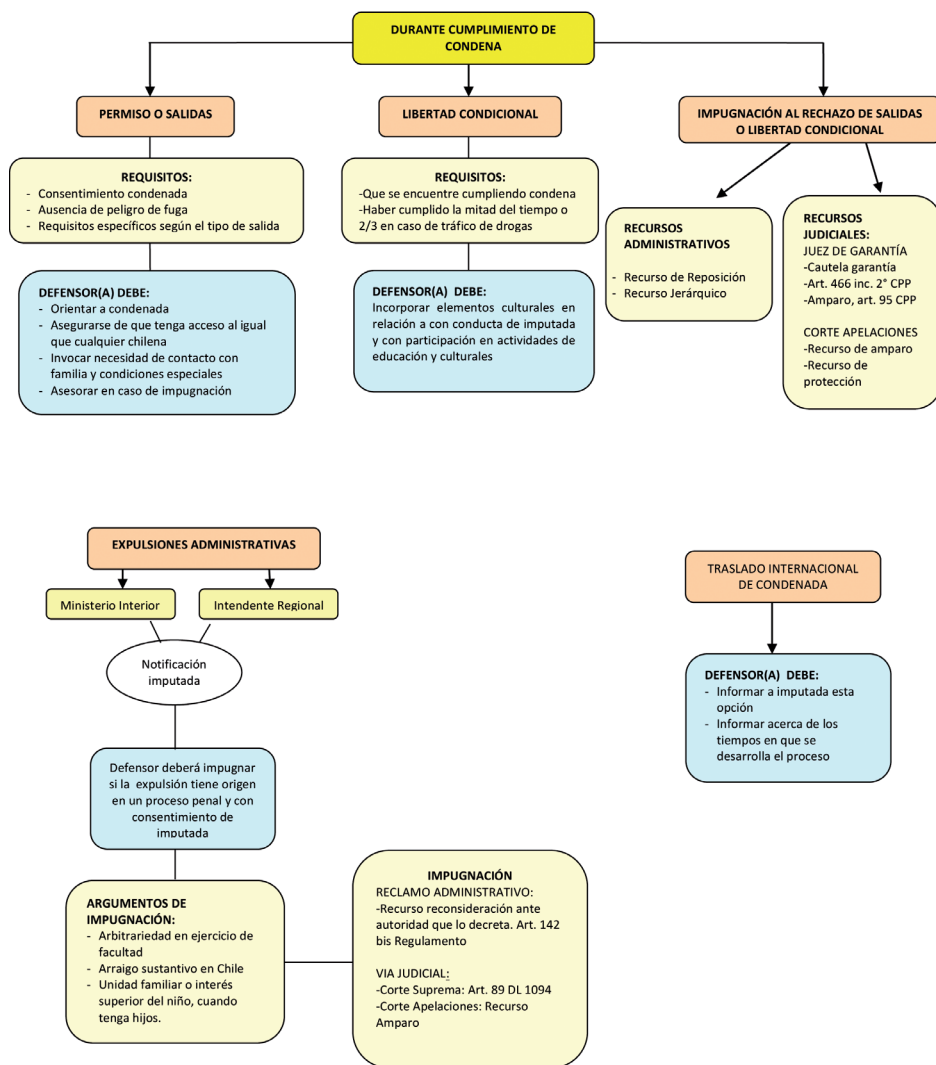 DURANTE CUMPLIMIENTO DE
CONDENA
PERMISO O SALIDAS
REQUISITOS:
- Consentimiento condenada
- Ausencia de peligro de fuga
- Requisitos específicos según el tipo de salida
DEFENSOR(A) DEBE:
- Orientar a condenada
- Asegurarse de que tenga acceso al igual
que cualquier chilena
- Invocar necesidad de contacto con
familia y condiciones especiales
- Asesorar en caso de impugnación
LIBERTAD CONDICIONAL
REQUISITOS:
-Que se encuentre cumpliendo condena
-Haber cumplido la mitad del tiempo o
2/3 en caso de tráfico de drogas
DEFENSOR(A) DEBE:
Incorporar elementos culturales en
relación a con conducta de imputada
y con participación en actividades de
educación y culturales
IMPUGNACIÓN AL RECHAZO DE SALIDAS
O LIBERTAD CONDICIONAL
RECURSOS
ADMINISTRATIVOS
- Recurso de Reposición
- Recurso Jerárquico
RECURSOS
JUDICIALES:
JUEZ DE GARANTÍA
-Cautela garantía
-Art. 466 inc. 2° CPP
-Amparo, art. 95 CPP
CORTE APELACIONES
-Recurso de amparo
-Recurso de
protección
EXPULSIONES ADMINISTRATIVAS
Ministerio Interior
Intendente Regional
Notificación
imputada
Defensor deberá impugnar
si la expulsión tiene origen
en un proceso penal y con
consentimiento de
imputada
ARGUMENTOS DE
IMPUGNACIÓN:
- Arbitrariedad en ejercicio de
facultad
- Arraigo sustantivo en Chile
- Unidad familiar o interés
superior del niño, cuando
tenga hijos.
IMPUGNACIÓN
RECLAMO ADMINISTRATIVO:
-Recurso reconsideración ante
autoridad que lo decreta. Art. 142
bis Regulamento
VIA JUDICIAL:
-Corte Suprema: Art. 89 DL 1094
-Corte Apelaciones: Recurso
Amparo
TRASLADO INTERNACIONAL
DE CONDENADA
DEFENSOR(A) DEBE:
- Informar a imputada esta
opción
- Informar acerca de los
tiempos en que se
desarrolla el proceso